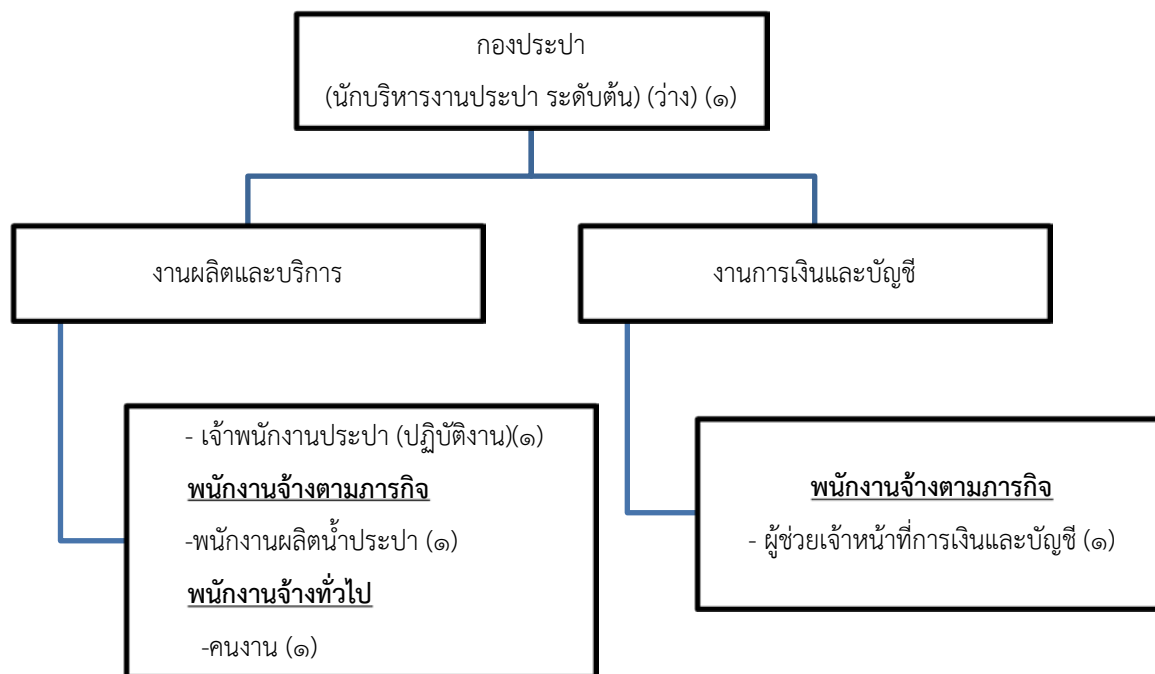 กองประปา
(นักบริหารงานประปา ระดับต้น) (ว่าง) (๑)
งานผลิตและบริการ
งานการเงินและบัญชี
- เจ้าพนักงานประปา (ปฏิบัติงาน)(๑)
พนักงานจ้างตามภารกิจ
-พนักงานผลิตน้ำประปา (๑)
พนักงานจ้างทั่วไป
-คนงาน (๑)
พนักงานจ้างตามภารกิจ
- ผู้ช่วยเจ้าหน้าที่การเงินและบัญชี (๑)